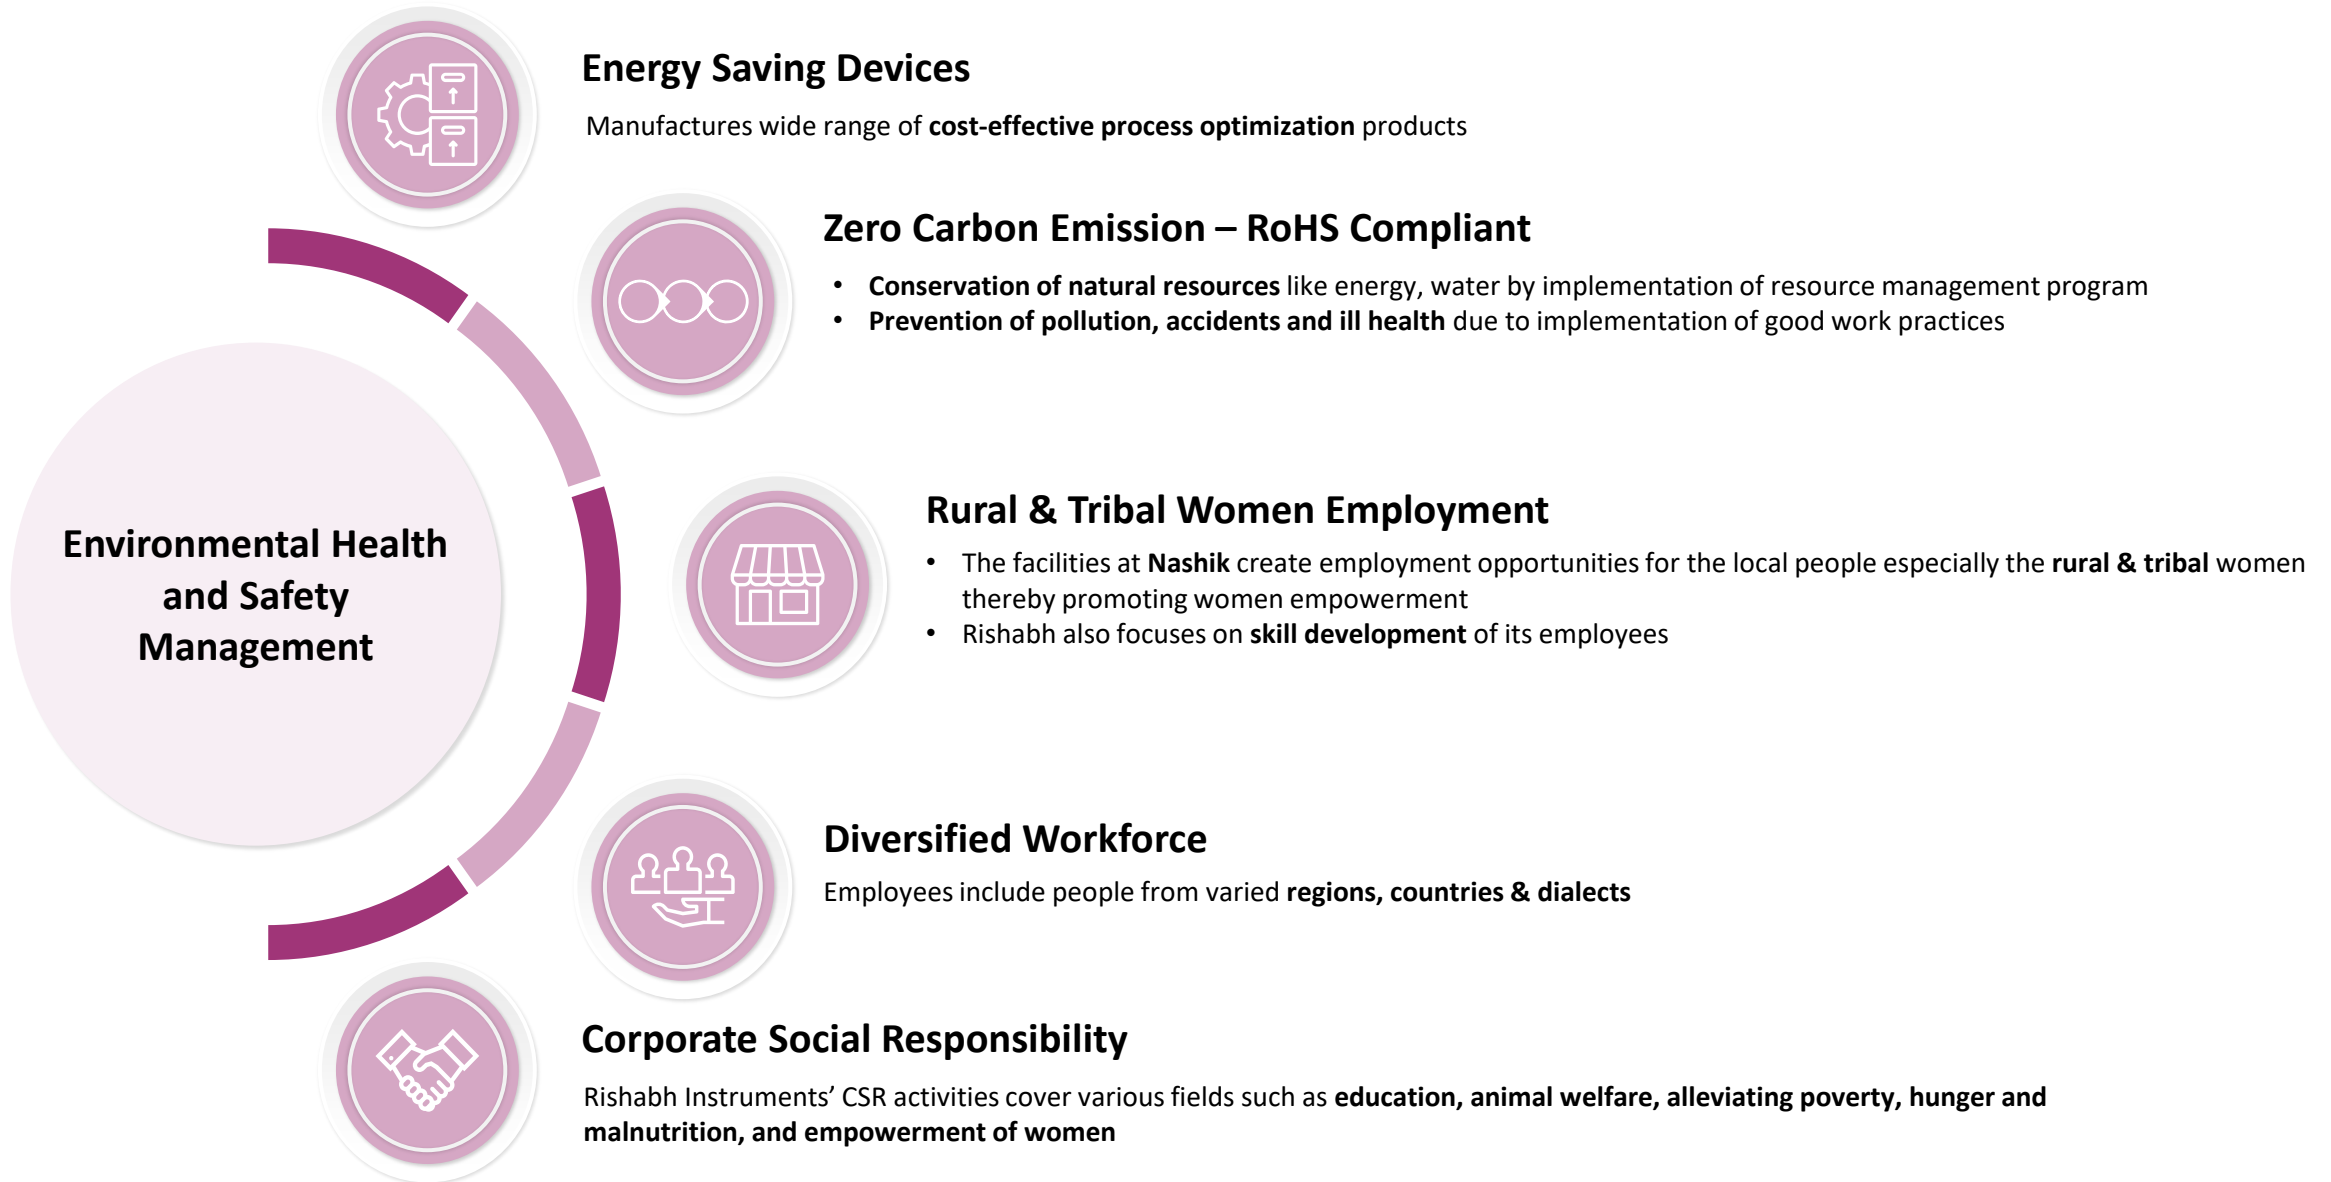 Energy Saving Devices
Manufactures wide range of cost-effective process optimization products
Zero Carbon Emission – RoHS Compliant
• Conservation of natural resources like energy, water by implementation of resource management program
• Prevention of pollution, accidents and ill health due to implementation of good work practices
Environmental Health
and Safety
Management
Rural & Tribal Women Employment
• The facilities at Nashik create employment opportunities for the local people especially the rural & tribal women
thereby promoting women empowerment
• Rishabh also focuses on skill development of its employees
Diversified Workforce
Employees include people from varied regions, countries & dialects
Corporate Social Responsibility
Rishabh Instruments’ CSR activities cover various fields such as education, animal welfare, alleviating poverty, hunger and
malnutrition, and empowerment of women